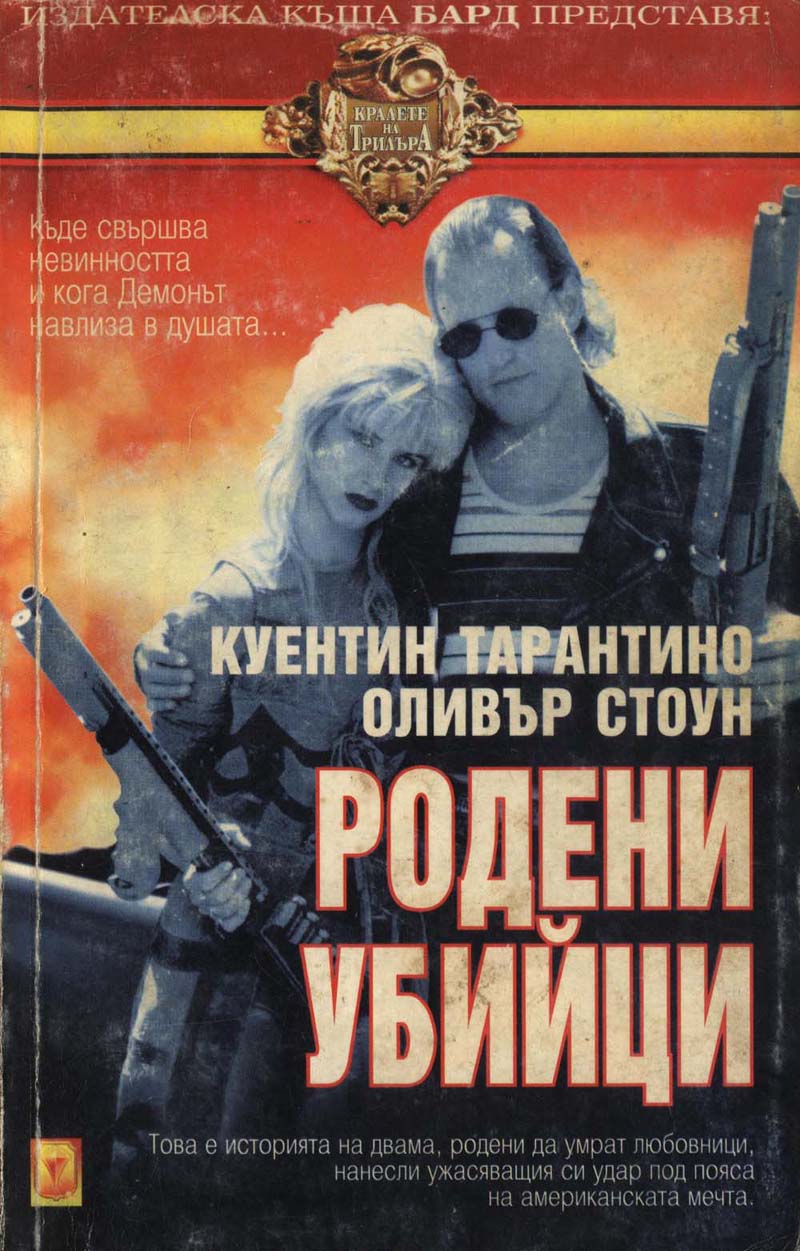 ИЗДАТЕЛСКА КЪЩА БАРД ПРЕДСТАВЯ:
КРАЛЕТЕ
НА
ТРИЛЪРА
Къде свършва
невинността
и кога Демонът
навлиза в душата...
КУЕНТИН ТАРАНТИНО
ОЛИВЪР СТОУН
РОДЕНИ
УБИЙЦИ
Това е историята на двама, родени да умрат любовници,
нанесли ужасяващия си удар под пояса
на американската мечта.